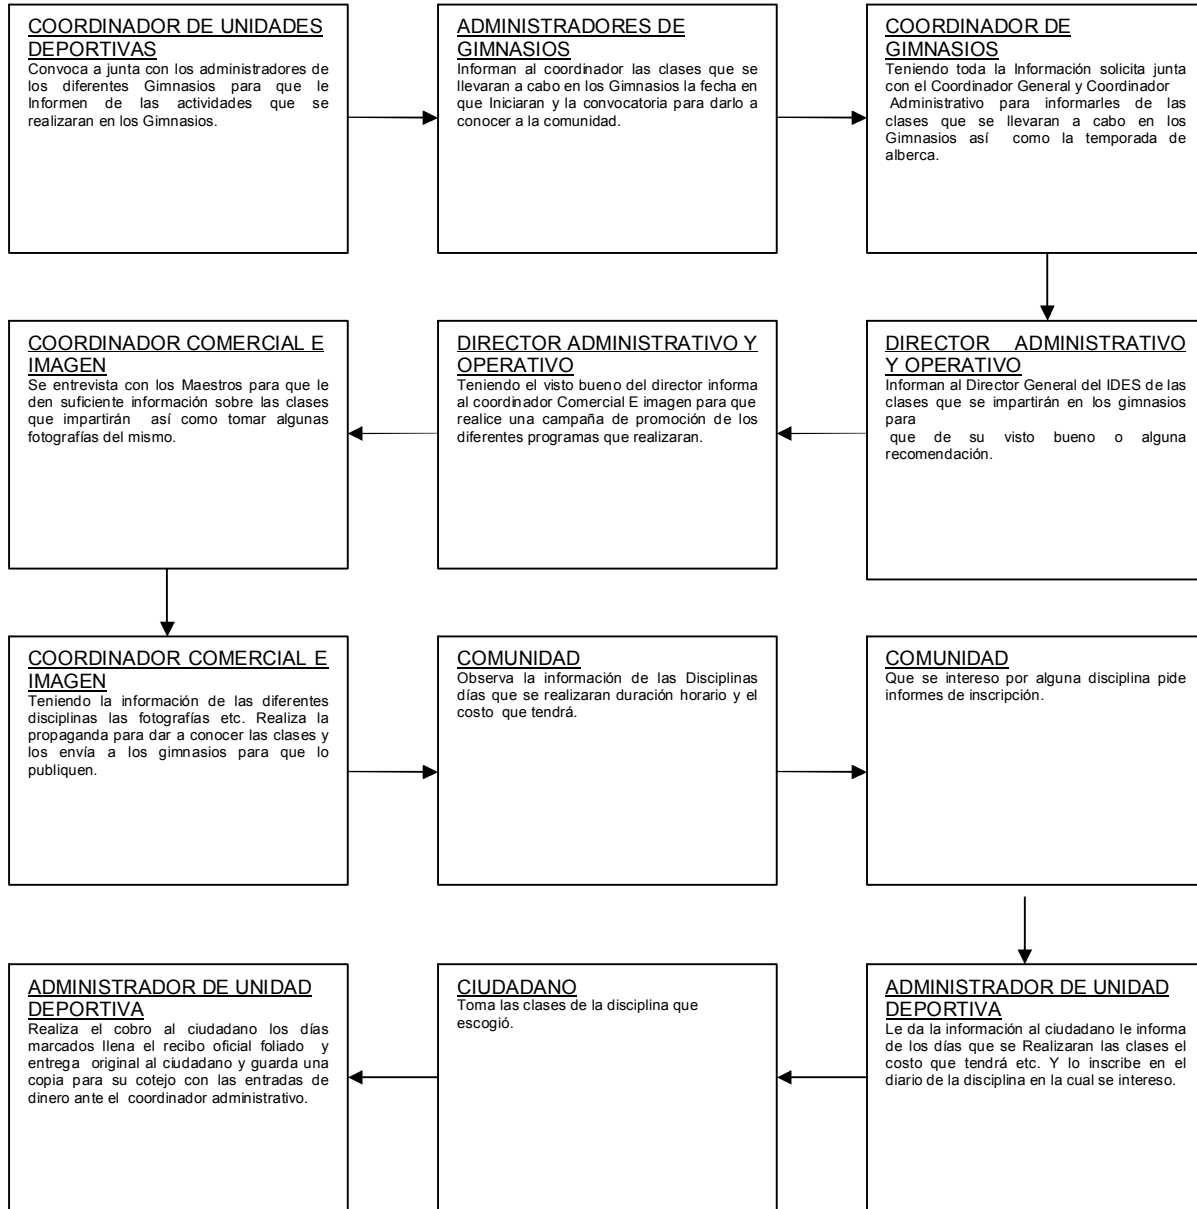 COORDINADOR DE UNIDADES
DEPORTIVAS
Convoca a junta con los administradores de
los diferentes Gimnasios para que le
Informen de las actividades que se
realizaran en los Gimnasios.
ADMINISTRADORES DE
GIMNASIOS
Informan al coordinador las clases que se
llevaran a cabo en los Gimnasios la fecha en
que Iniciaran y la convocatoria para darlo a
conocer a la comunidad.
COORDINADOR DE
GIMNASIOS
Teniendo toda la Información solicita junta
con el Coordinador General y Coordinador
Administrativo para informarles de las
clases que se llevaran a cabo en los
Gimnasios así como la temporada de
alberca.
COORDINADOR COMERCIAL E
IMAGEN
Se entrevista con los Maestros para que le
den suficiente información sobre las clases
que impartirán así como tomar algunas
fotografías del mismo.
DIRECTOR ADMINISTRATIVO Y
OPERATIVO
Teniendo el visto bueno del director informa
al coordinador Comercial E imagen para que
realice una campaña de promoción de los
diferentes programas que realizaran.
DIRECTOR ADMINISTRATIVO
Y OPERATIVO
Informan al Director General del IDES de las
clases que se impartirán en los gimnasios
para
que de su visto bueno o alguna
recomendación.
COORDINADOR COMERCIAL E
IMAGEN
Teniendo la información de las diferentes
disciplinas las fotografías etc. Realiza la
propaganda para dar a conocer las clases y
los envía a los gimnasios para que lo
publiquen.
COMUNIDAD
Observa la información de las Disciplinas
días que se realizaran duración horario y el
costo que tendrá.
COMUNIDAD
Que se intereso por alguna disciplina pide
informes de inscripción.
ADMINISTRADOR DE UNIDAD
DEPORTIVA
Realiza el cobro al ciudadano los días
marcados llena el recibo oficial foliado y
entrega original al ciudadano y guarda una
copia para su cotejo con las entradas de
dinero ante el coordinador administrativo.
CIUDADANO
Toma las clases de la disciplina que
escogió.
ADMINISTRADOR DE UNIDAD
DEPORTIVA
Le da la información al ciudadano le informa
de los días que se Realizaran las clases el
costo que tendrá etc. Y lo inscribe en el
diario de la disciplina en la cual se intereso.